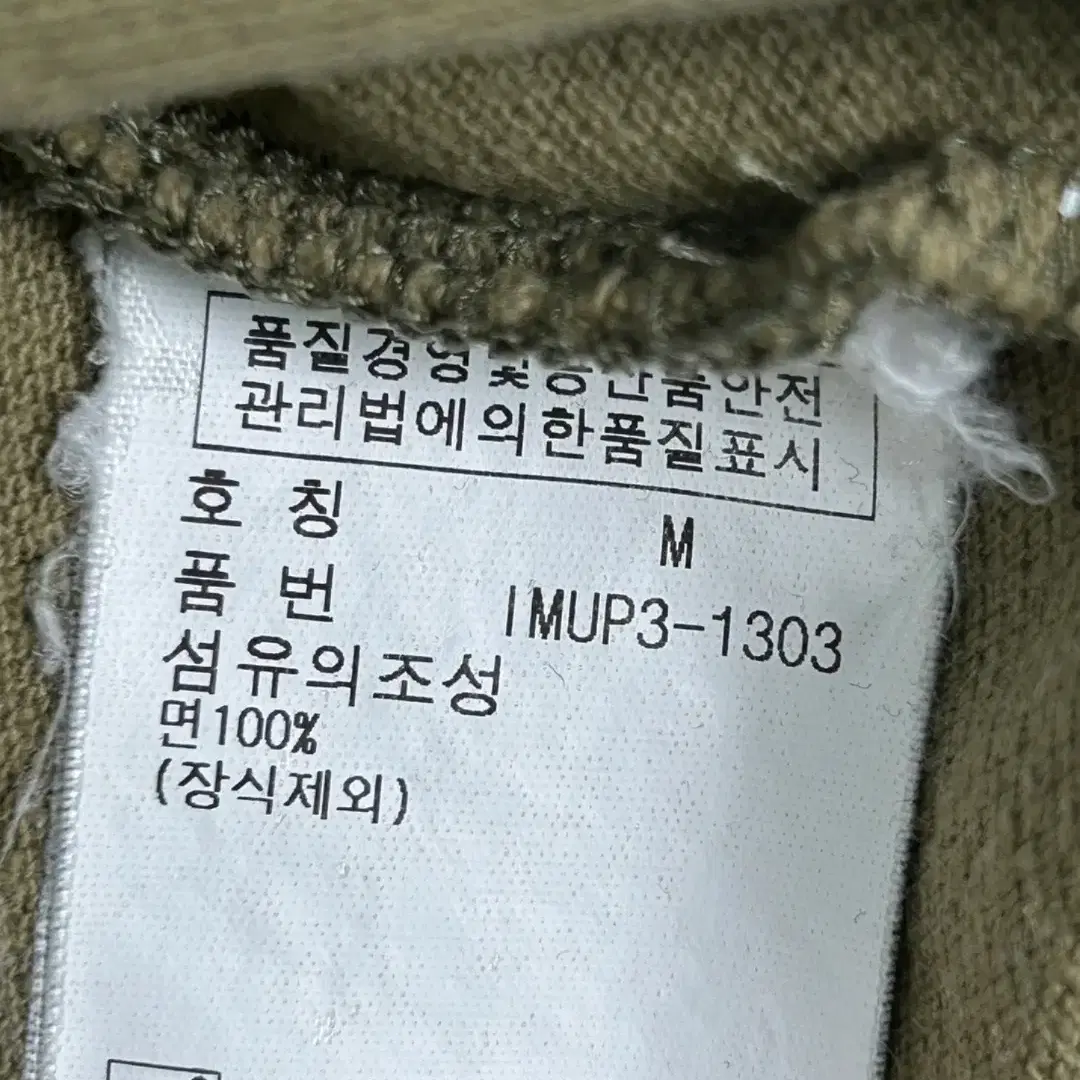 품질경영및공산품안전
관리법에의한품질표시
호 칭 M
품 번 IMUP3-1303
섬유의조성
면100%
(장식제외)